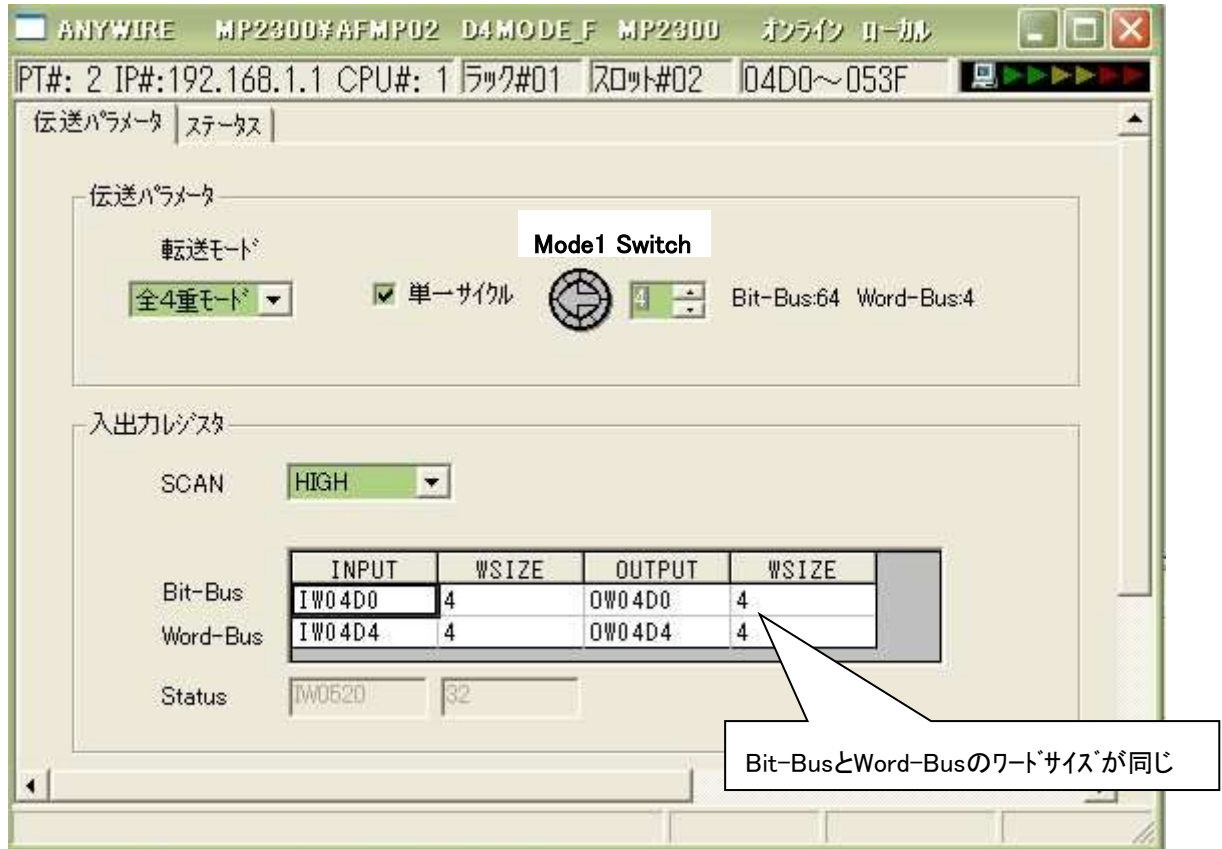 ANYWIRE MP2300¥AFMP02 D4MODE_F MP2300 オンライン ローカル
PT#: 2 IP#:192.168.1.1 CPU#: 1 ラック#01 スロット#02 04D0～053F
伝送パラメータ ステータス
伝送パラメータ
転送モード
Mode1 Switch
全4重モード 単一サイクル 4 Bit-Bus:64 Word-Bus:4
入出力レジスタ
SCAN HIGH
INPUT WSIZE OUTPUT WSIZE
Bit-Bus IW04D0 4 OW04D0 4
Word-Bus IW04D4 4 OW04D4 4
Status IW0520 32
Bit-BusとWord-Busのワードサイズが同じ